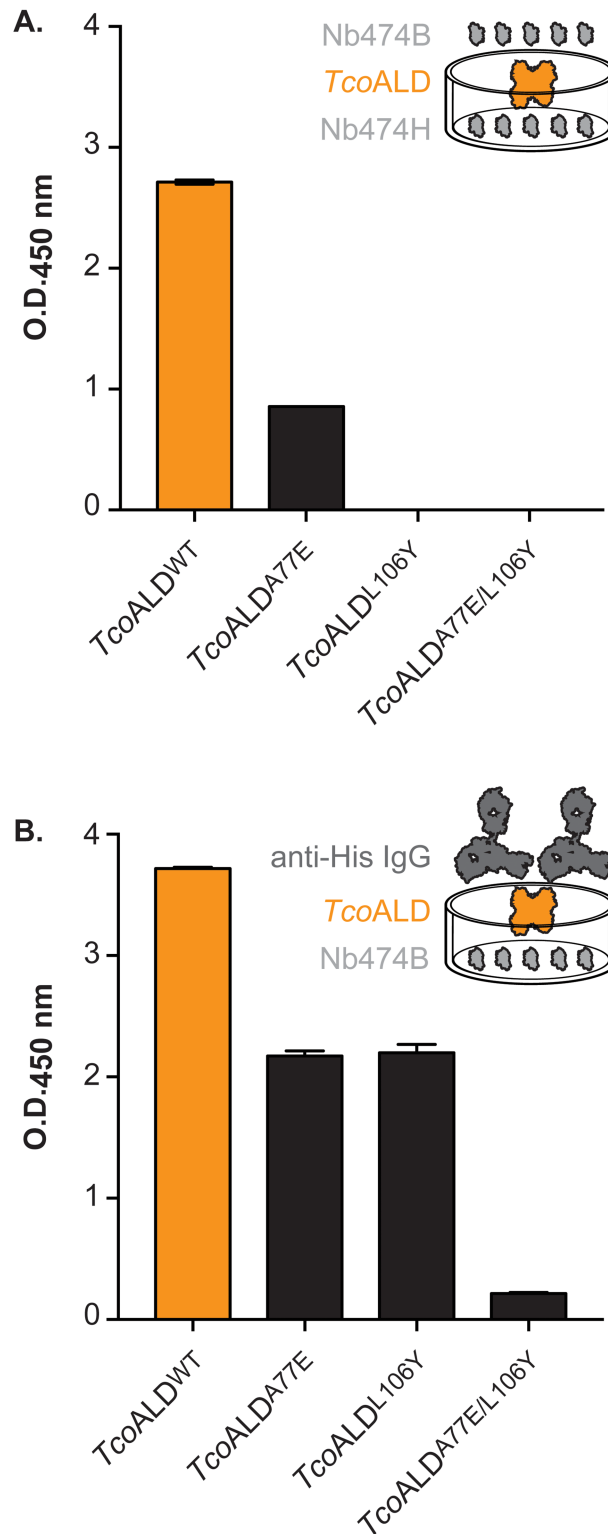 A.
Nb474B
TcoALD
Nb474H
O.D.450 nm
4
3
2
1
0
TcoALDWT
TcoALDA77E
TcoALDL106Y
TcoALDA77E/L106Y
B.
anti-His IgG
TcoALD
Nb474B
O.D.450 nm
4
3
2
1
0
TcoALDWT
TcoALDA77E
TcoALDL106Y
TcoALDA77E/L106Y